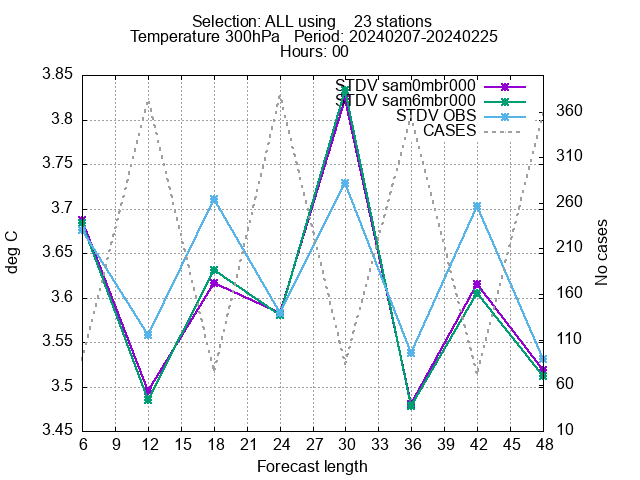 Selection: ALL using 23 stations
Temperature 300hPa Period: 20240207-20240225
Hours: 00
STDV sam0mbr000
STDV sam6mbr000
STDV OBS
CASES
deg C
3.85
3.8
3.75
3.7
3.65
3.6
3.55
3.5
3.45
360
310
260
210
160
110
60
10
No cases
6 9 12 15 18 21 24 27 30 33 36 39 42 45 48
Forecast length